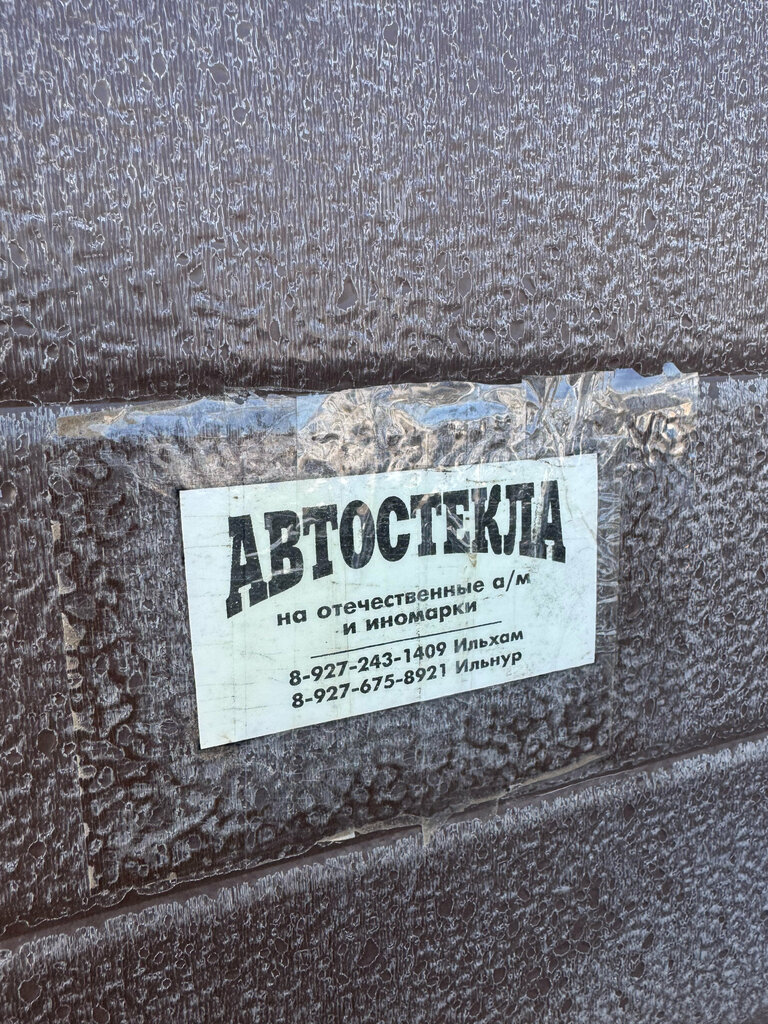 АВТОСТЕКЛА
на отечественные а/м
и иномарки
8-927-243-1409 Ильхам
8-927-675-8921 Ильнур